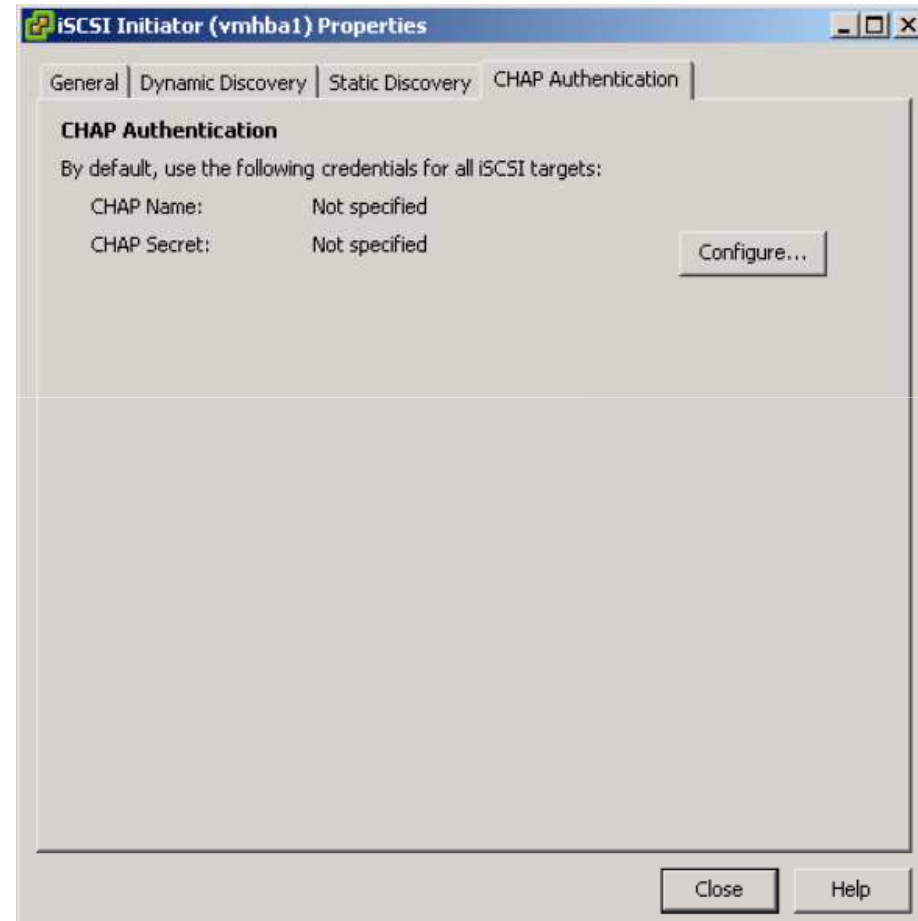 iSCSI Initiator (vmhba1) Properties
General Dynamic Discovery Static Discovery CHAP Authentication
CHAP Authentication
By default, use the following credentials for all iSCSI targets:
CHAP Name: Not specified
CHAP Secret: Not specified
Configure...
Close Help